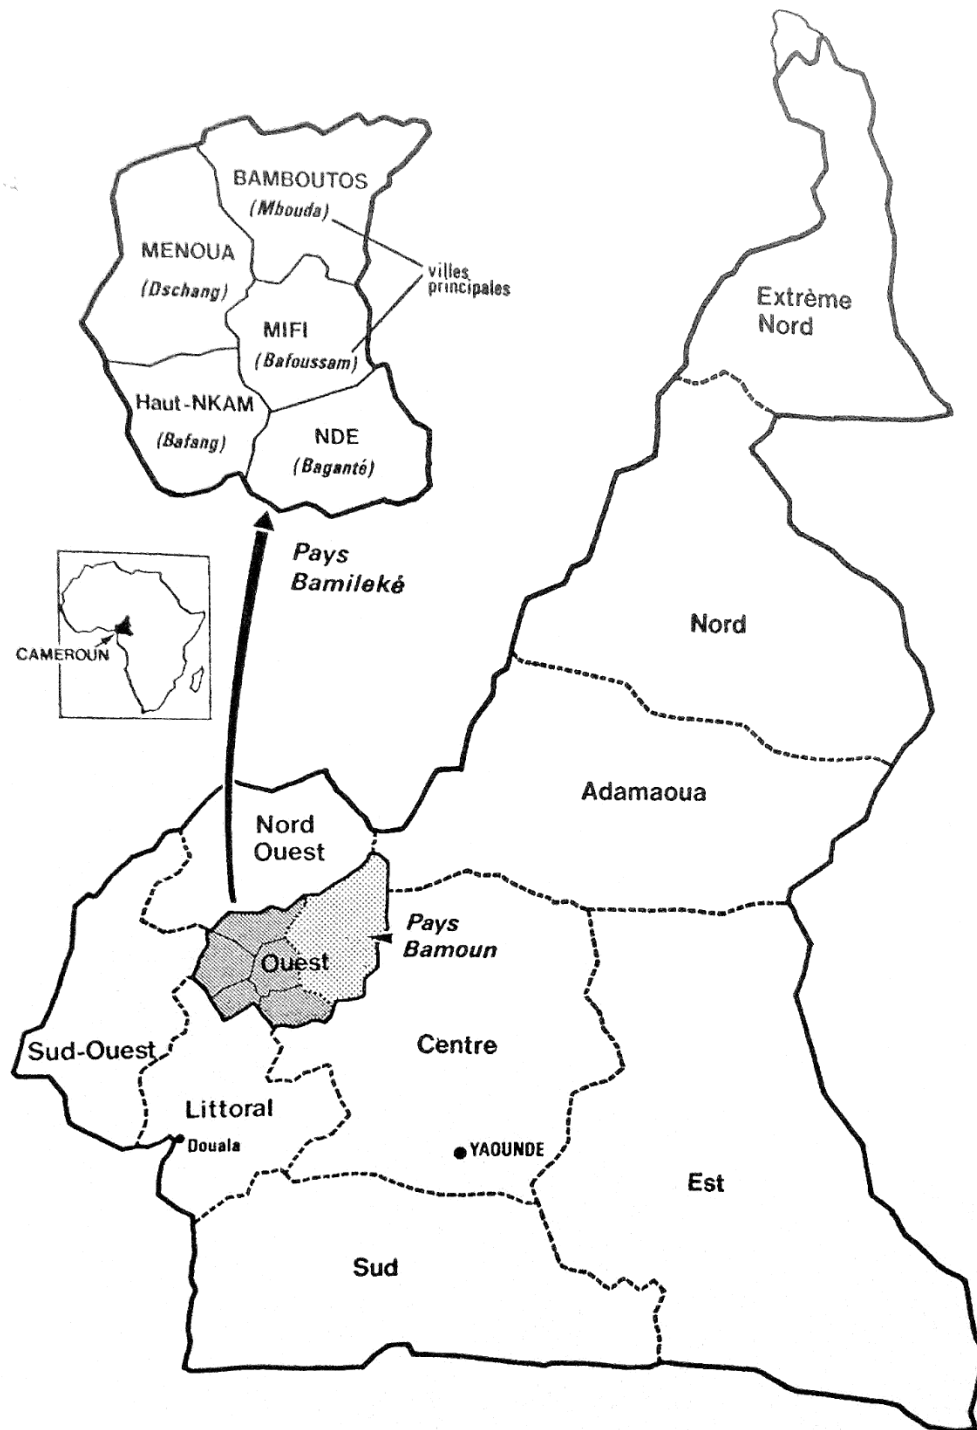 BAMBOUTOS
(Mbouda)
MENOUA
(Dschang)
villes
principales
MIFI
(Bafoussam)
Haut-NKAM
(Bafang)
NDE
(Baganté)
Pays
Bamileké
CAMEROUN
Extrème
Nord
Nord
Adamaoua
Nord
Ouest
Pays
Bamoun
Ouest
Sud-Ouest
Centre
Littoral
Douala
YAOUNDE
Est
Sud